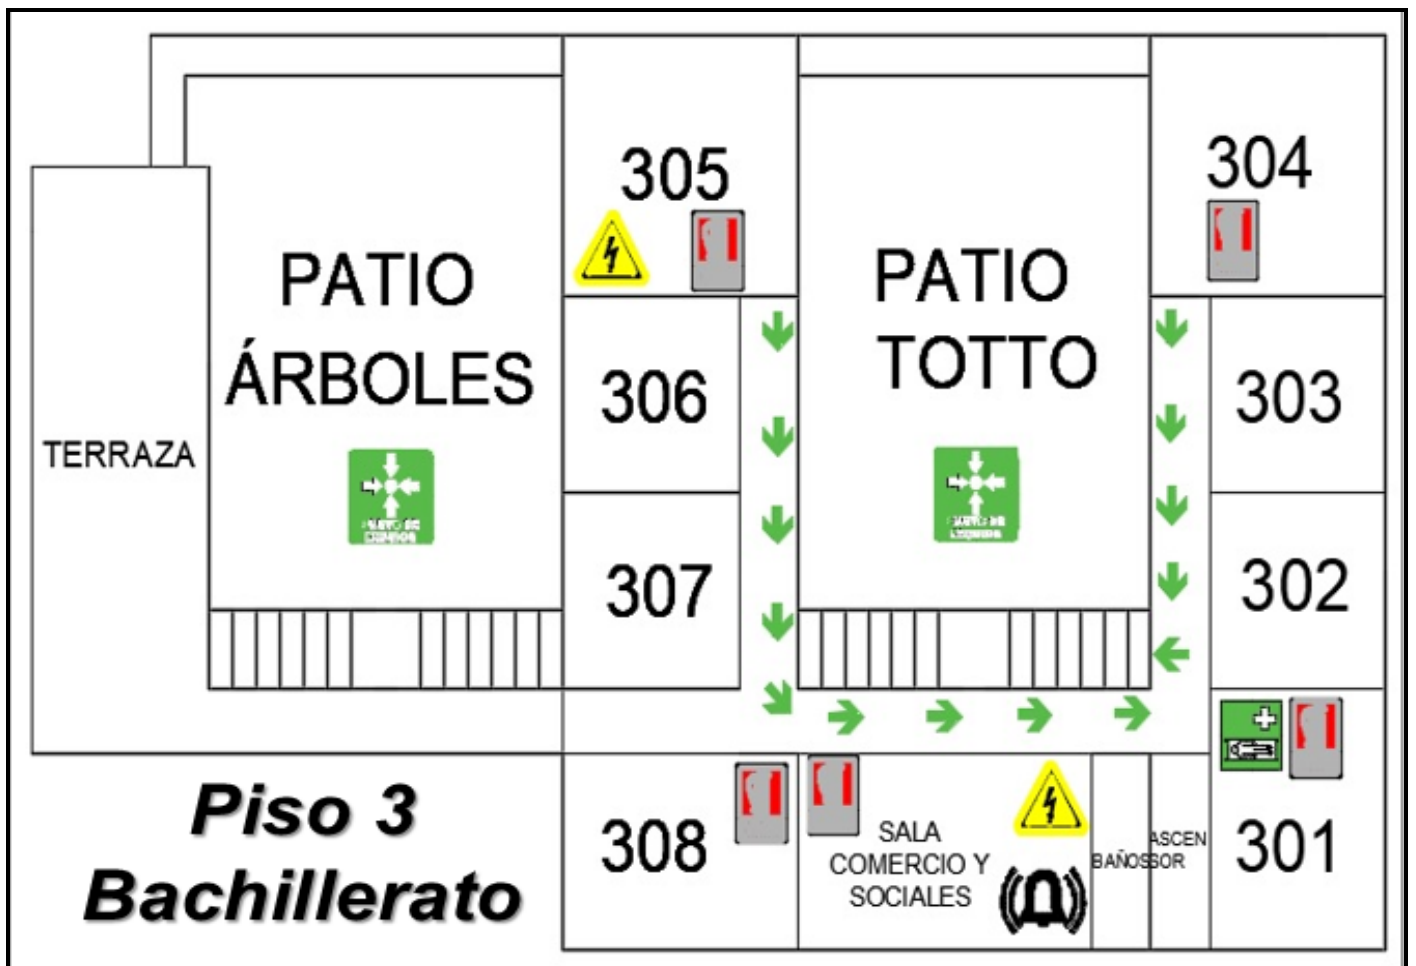 305
304
PATIO
ÁRBOLES
PATIO
TOTTO
306
303
TERRAZA
307
302
Piso 3
Bachillerato
308
SALA
COMERCIO Y
SOCIALES
BAÑOS
ASCEN
SOR
301